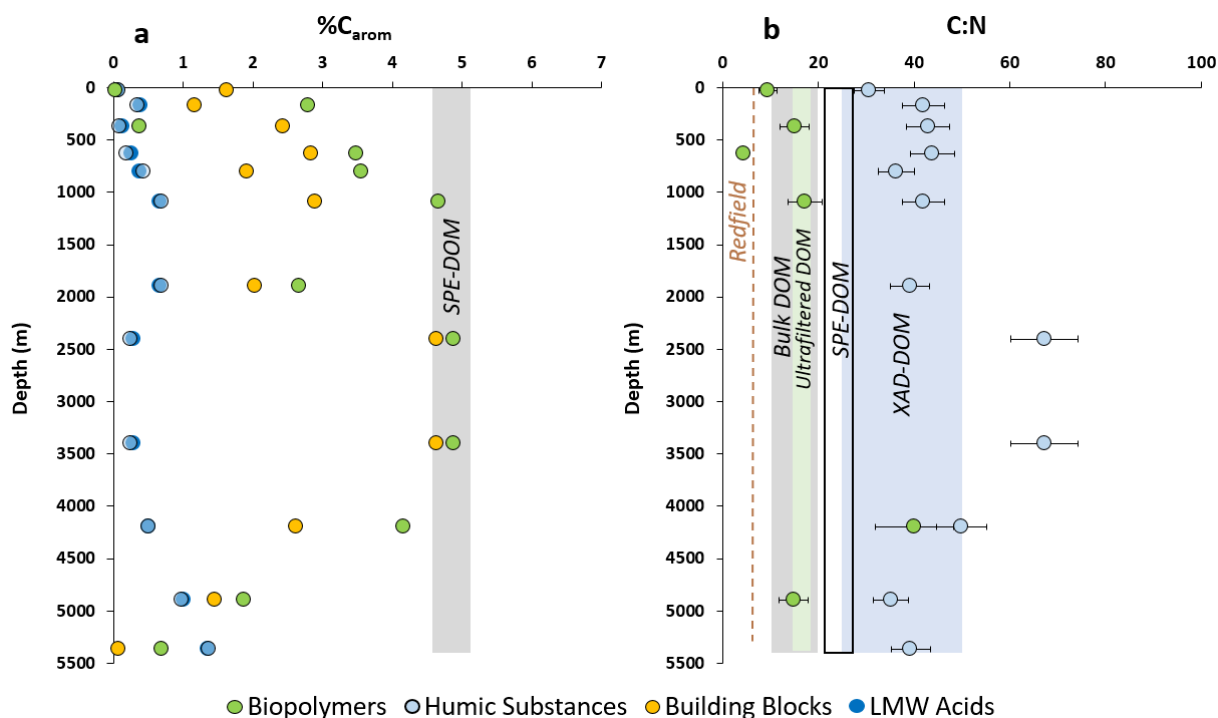 %Carom
a
0 1 2 3 4 5 6 7
0
500
1000
1500
2000
2500
3000
3500
4000
4500
5000
5500
Depth (m)
SPE-DOM
C:N
b
0 20 40 60 80 100
0
500
1000
1500
2000
2500
3000
3500
4000
4500
5000
5500
Depth (m)
Redfield
Bulk DOM
Ultrafiltered DOM
SPE-DOM
XAD-DOM
Biopolymers Humic Substances Building Blocks LMW Acids